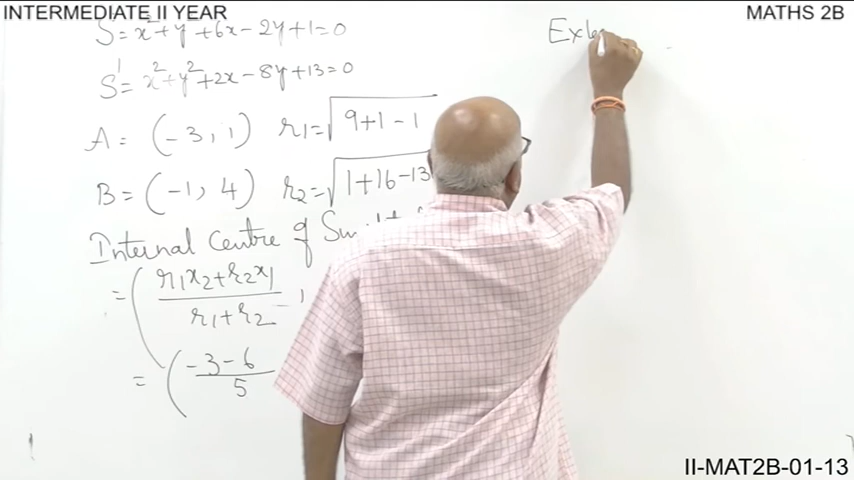 INTERMEDIATE II YEAR
MATHS 2B
S = x² + y² + 6x - 2y + 1 = 0
S' = x² + y² + 2x - 8y + 13 = 0
A = (-3, 1) r₁ = √9+1-1
B = (-1, 4) r₂ = √1+16-13
Internal Centre of
= ( r₁x₂ + r₂x₁ / r₁ + r₂ ,
= ( -3 - 6 / 5
Exte
II-MAT2B-01-13